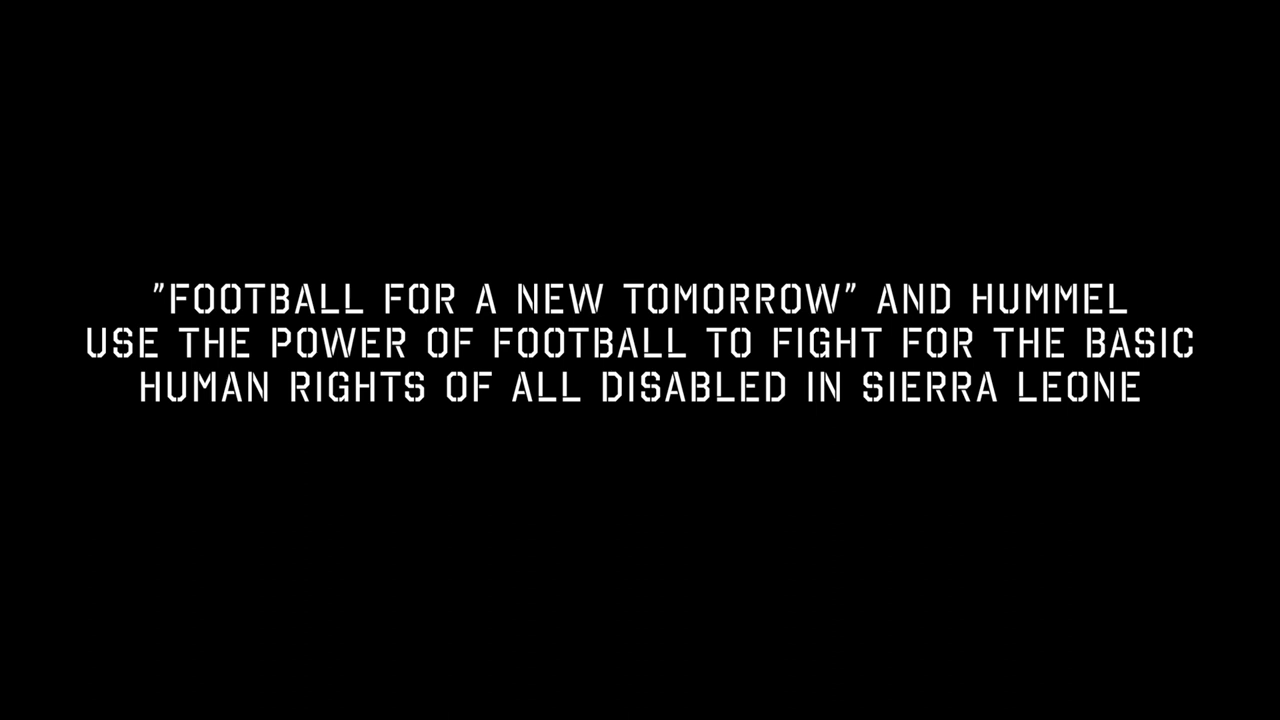 "FOOTBALL FOR A NEW TOMORROW" AND HUMMEL
USE THE POWER OF FOOTBALL TO FIGHT FOR THE BASIC
HUMAN RIGHTS OF ALL DISABLED IN SIERRA LEONE